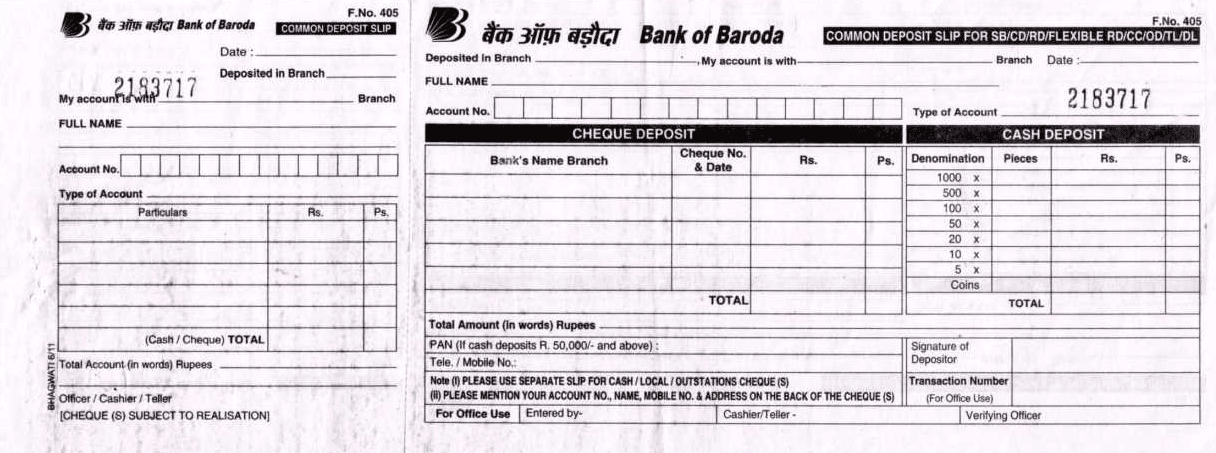 F.No. 405
बैंक ऑफ़ बड़ौदा Bank of Baroda
COMMON DEPOSIT SLIP
Date :
Deposited in Branch
2183717
My account is with Branch
FULL NAME
Account No.
Type of Account
Particulars Rs. Ps.
(Cash / Cheque) TOTAL
Total Account (in words) Rupees
Officer / Cashier / Teller
[CHEQUE (S) SUBJECT TO REALISATION]
BHAGWATI 6/11
F.No. 405
बैंक ऑफ़ बड़ौदा Bank of Baroda
COMMON DEPOSIT SLIP FOR SB/CD/RD/FLEXIBLE RD/CC/OD/TL/DL
Deposited in Branch , My account is with Branch Date :
FULL NAME
2183717
Account No. Type of Account
CHEQUE DEPOSIT CASH DEPOSIT
Bank's Name Branch Cheque No. & Date Rs. Ps. Denomination Pieces Rs. Ps.
1000 x
500 x
100 x
50 x
20 x
10 x
5 x
Coins
TOTAL TOTAL
Total Amount (in words) Rupees
PAN (If cash deposits R. 50,000/- and above) :
Signature of Depositor
Tele. / Mobile No.:
Note (I) PLEASE USE SEPARATE SLIP FOR CASH / LOCAL / OUTSTATIONS CHEQUE (S)
(II) PLEASE MENTION YOUR ACCOUNT NO., NAME, MOBILE NO. & ADDRESS ON THE BACK OF THE CHEQUE (S)
Transaction Number
(For Office Use)
For Office Use Entered by- Cashier/Teller - Verifying Officer